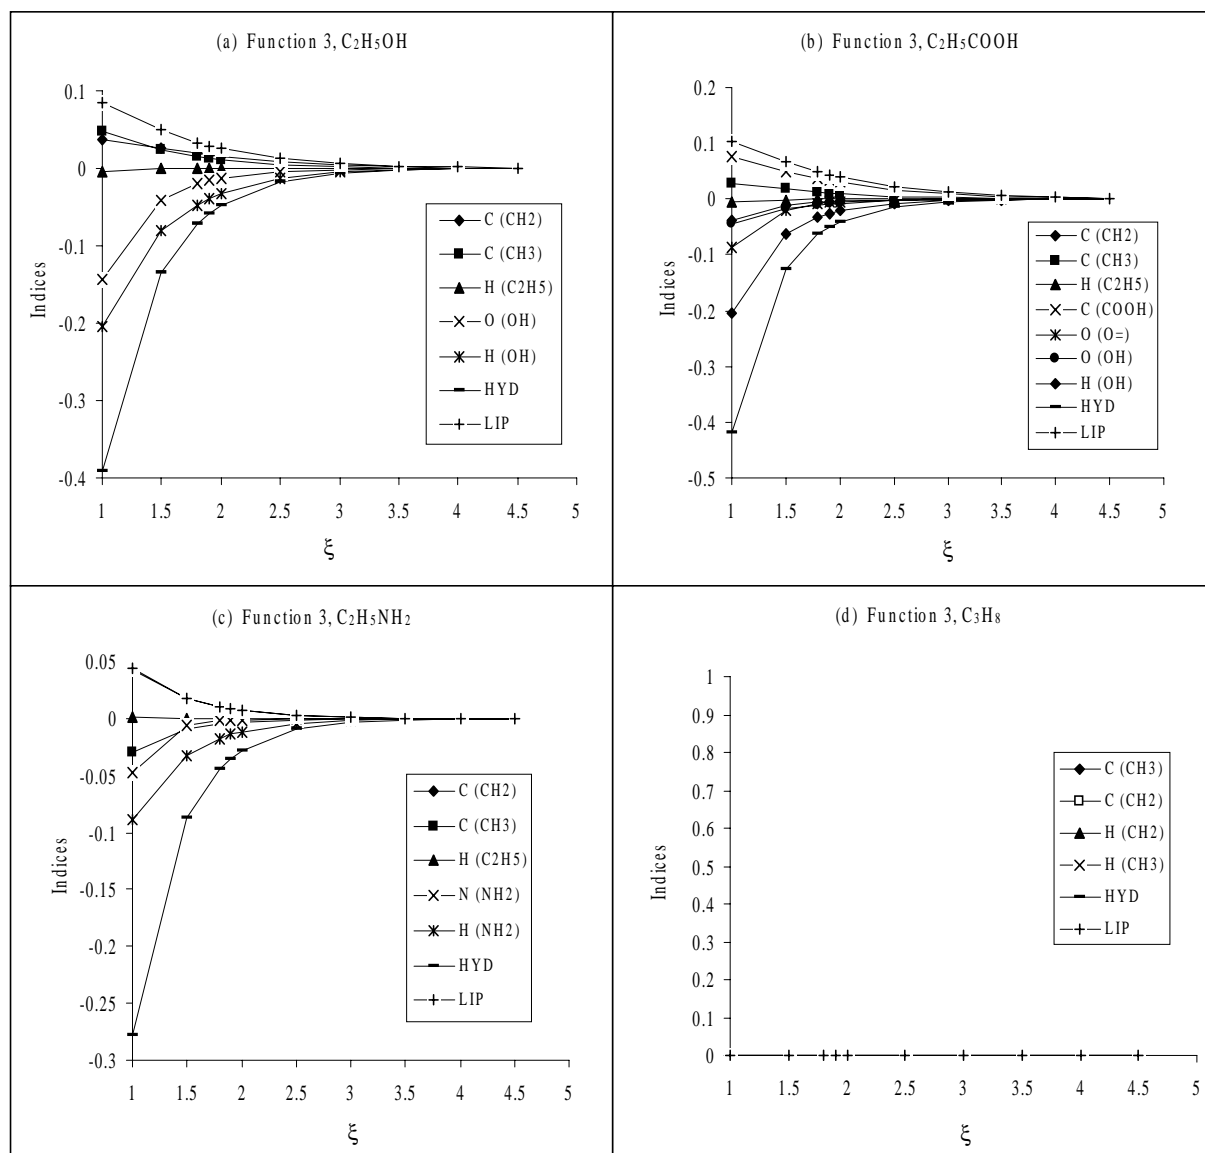 (a) Function 3, C₂H₅OH
0.1
0
-0.1
-0.2
-0.3
-0.4
Indices
1 1.5 2 2.5 3 3.5 4 4.5 5
ξ
C (CH2)
C (CH3)
H (C2H5)
O (OH)
H (OH)
HYD
LIP
(b) Function 3, C₂H₅COOH
0.2
0.1
0
-0.1
-0.2
-0.3
-0.4
-0.5
Indices
1 1.5 2 2.5 3 3.5 4 4.5 5
ξ
C (CH2)
C (CH3)
H (C2H5)
C (COOH)
O (O=)
O (OH)
H (OH)
HYD
LIP
(c) Function 3, C₂H₅NH₂
0.05
0
-0.05
-0.1
-0.15
-0.2
-0.25
-0.3
Indices
1 1.5 2 2.5 3 3.5 4 4.5 5
ξ
C (CH2)
C (CH3)
H (C2H5)
N (NH2)
H (NH2)
HYD
LIP
(d) Function 3, C₃H₈
1
0.9
0.8
0.7
0.6
0.5
0.4
0.3
0.2
0.1
0
Indices
1 1.5 2 2.5 3 3.5 4 4.5 5
ξ
C (CH3)
C (CH2)
H (CH2)
H (CH3)
HYD
LIP